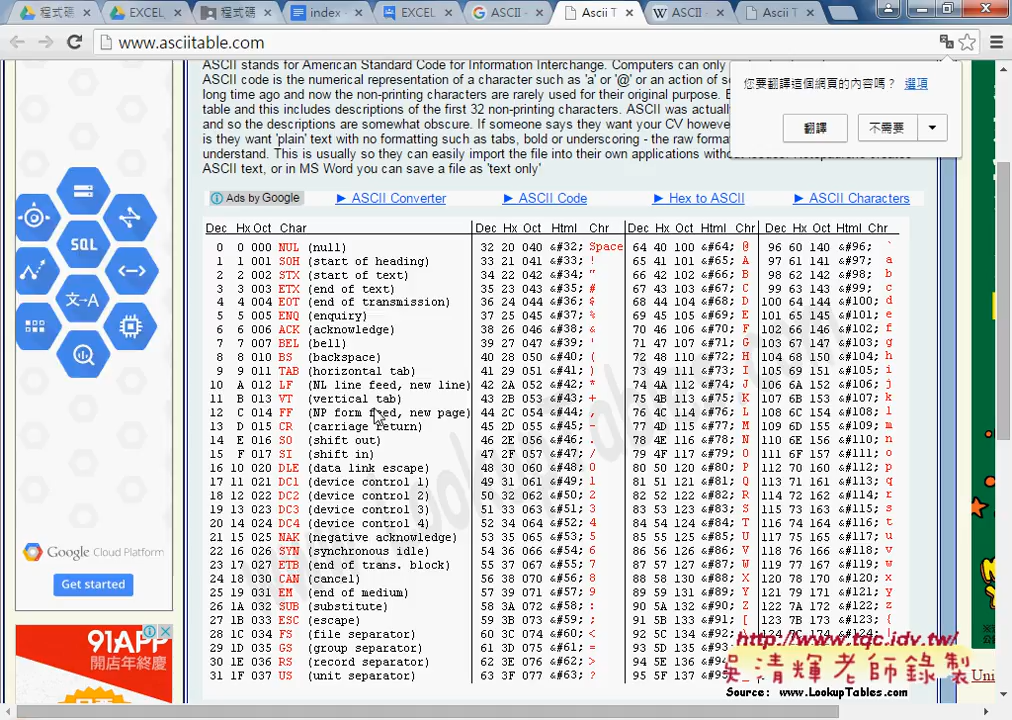 程式碼
EXCEL
程式碼
index -
EXCEL
ASCII -
Ascii T
ASCII -
Ascii T
www.asciitable.com
您要翻譯這個網頁的內容嗎？ 選項
翻譯 不需要
ASCII stands for American Standard Code for Information Interchange. Computers can only
ASCII code is the numerical representation of a character such as 'a' or '@' or an action of s
long time ago and now the non-printing characters are rarely used for their original purpose.
table and this includes descriptions of the first 32 non-printing characters. ASCII was actual
and so the descriptions are somewhat obscure. If someone says they want your CV however
is they want 'plain' text with no formatting such as tabs, bold or underscoring - the raw forma
understand. This is usually so they can easily import the file into their own applications
ASCII text, or in MS Word you can save a file as 'text only'
Ads by Google ► ASCII Converter ► ASCII Code ► Hex to ASCII ► ASCII Characters
Dec Hx Oct Char Dec Hx Oct Html Chr Dec Hx Oct Html Chr Dec Hx Oct Html Chr
0 0 000 NUL (null) 32 20 040 &#32; Space 64 40 100 &#64; @ 96 60 140 &#96; `
1 1 001 SOH (start of heading) 33 21 041 &#33; ! 65 41 101 &#65; A 97 61 141 &#97; a
2 2 002 STX (start of text) 34 22 042 &#34; " 66 42 102 &#66; B 98 62 142 &#98; b
3 3 003 ETX (end of text) 35 23 043 &#35; # 67 43 103 &#67; C 99 63 143 &#99; c
4 4 004 EOT (end of transmission) 36 24 044 &#36; $ 68 44 104 &#68; D 100 64 144 &#100; d
5 5 005 ENQ (enquiry) 37 25 045 &#37; % 69 45 105 &#69; E 101 65 145 &#101; e
6 6 006 ACK (acknowledge) 38 26 046 &#38; & 70 46 106 &#70; F 102 66 146 &#102; f
7 7 007 BEL (bell) 39 27 047 &#39; ' 71 47 107 &#71; G 103 67 147 &#103; g
8 8 010 BS (backspace) 40 28 050 &#40; ( 72 48 110 &#72; H 104 68 150 &#104; h
9 9 011 TAB (horizontal tab) 41 29 051 &#41; ) 73 49 111 &#73; I 105 69 151 &#105; i
10 A 012 LF (NL line feed, new line) 42 2A 052 &#42; * 74 4A 112 &#74; J 106 6A 152 &#106; j
11 B 013 VT (vertical tab) 43 2B 053 &#43; + 75 4B 113 &#75; K 107 6B 153 &#107; k
12 C 014 FF (NP form feed, new page) 44 2C 054 &#44; , 76 4C 114 &#76; L 108 6C 154 &#108; l
13 D 015 CR (carriage return) 45 2D 055 &#45; - 77 4D 115 &#77; M 109 6D 155 &#109; m
14 E 016 SO (shift out) 46 2E 056 &#46; . 78 4E 116 &#78; N 110 6E 156 &#110; n
15 F 017 SI (shift in) 47 2F 057 &#47; / 79 4F 117 &#79; O 111 6F 157 &#111; o
16 10 020 DLE (data link escape) 48 30 060 &#48; 0 80 50 120 &#80; P 112 70 160 &#112; p
17 11 021 DC1 (device control 1) 49 31 061 &#49; 1 81 51 121 &#81; Q 113 71 161 &#113; q
18 12 022 DC2 (device control 2) 50 32 062 &#50; 2 82 52 122 &#82; R 114 72 162 &#114; r
19 13 023 DC3 (device control 3) 51 33 063 &#51; 3 83 53 123 &#83; S 115 73 163 &#115; s
20 14 024 DC4 (device control 4) 52 34 064 &#52; 4 84 54 124 &#84; T 116 74 164 &#116; t
21 15 025 NAK (negative acknowledge) 53 35 065 &#53; 5 85 55 125 &#85; U 117 75 165 &#117; u
22 16 026 SYN (synchronous idle) 54 36 066 &#54; 6 86 56 126 &#86; V 118 76 166 &#118; v
23 17 027 ETB (end of trans. block) 55 37 067 &#55; 7 87 57 127 &#87; W 119 77 167 &#119; w
24 18 030 CAN (cancel) 56 38 070 &#56; 8 88 58 130 &#88; X 120 78 170 &#120; x
25 19 031 EM (end of medium) 57 39 071 &#57; 9 89 59 131 &#89; Y 121 79 171 &#121; y
26 1A 032 SUB (substitute) 58 3A 072 &#58; : 90 5A 132 &#90; Z 122 7A 172 &#122; z
27 1B 033 ESC (escape) 59 3B 073 &#59; ; 91 5B 133 &#91; [ 123 7B 173 &#123; {
28 1C 034 FS (file separator) 60 3C 074 &#60; < 92 5C 134 &#92; 124 7C 174 &#124; |
29 1D 035 GS (group separator) 61 3D 075 &#61; = 93 5D 135
30 1E 036 RS (record separator) 62 3E 076 &#62; > 94 5E 136
31 1F 037 US (unit separator) 63 3F 077 &#63; ? 95 5F 137
Source: www.LookupTables.com
SQL
文→A
Google Cloud Platform
Get started
91APP
開店年終慶
http://www.tqc.idv.tw/
吳清輝老師錄製
Uni